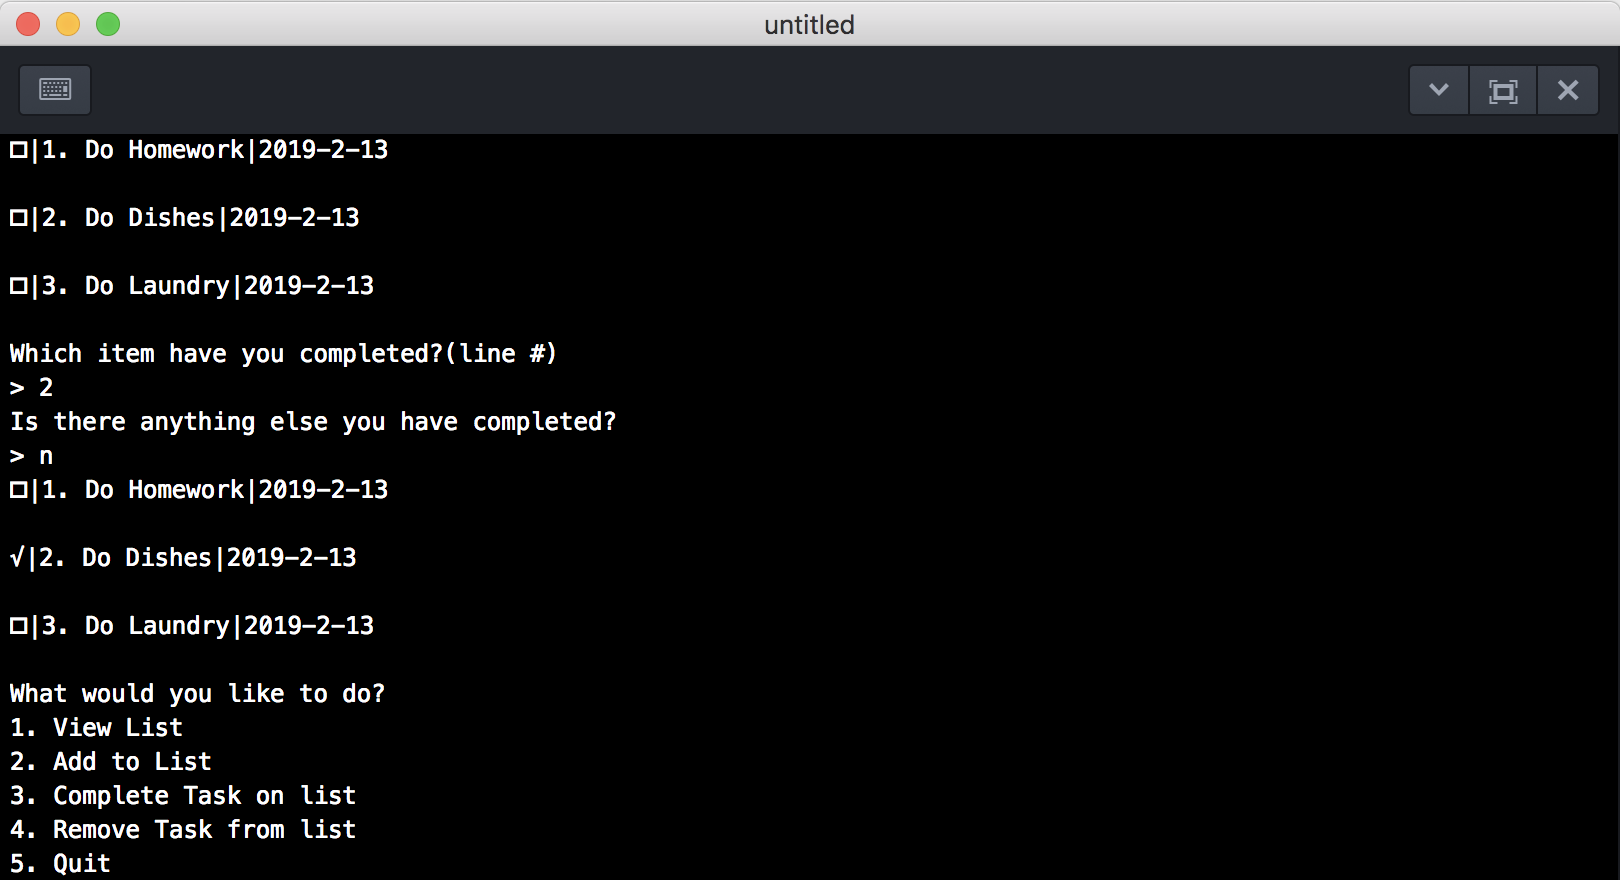 untitled
□|1. Do Homework|2019-2-13
□|2. Do Dishes|2019-2-13
□|3. Do Laundry|2019-2-13
Which item have you completed?(line #)
> 2
Is there anything else you have completed?
> n
□|1. Do Homework|2019-2-13
√|2. Do Dishes|2019-2-13
□|3. Do Laundry|2019-2-13
What would you like to do?
1. View List
2. Add to List
3. Complete Task on list
4. Remove Task from list
5. Quit